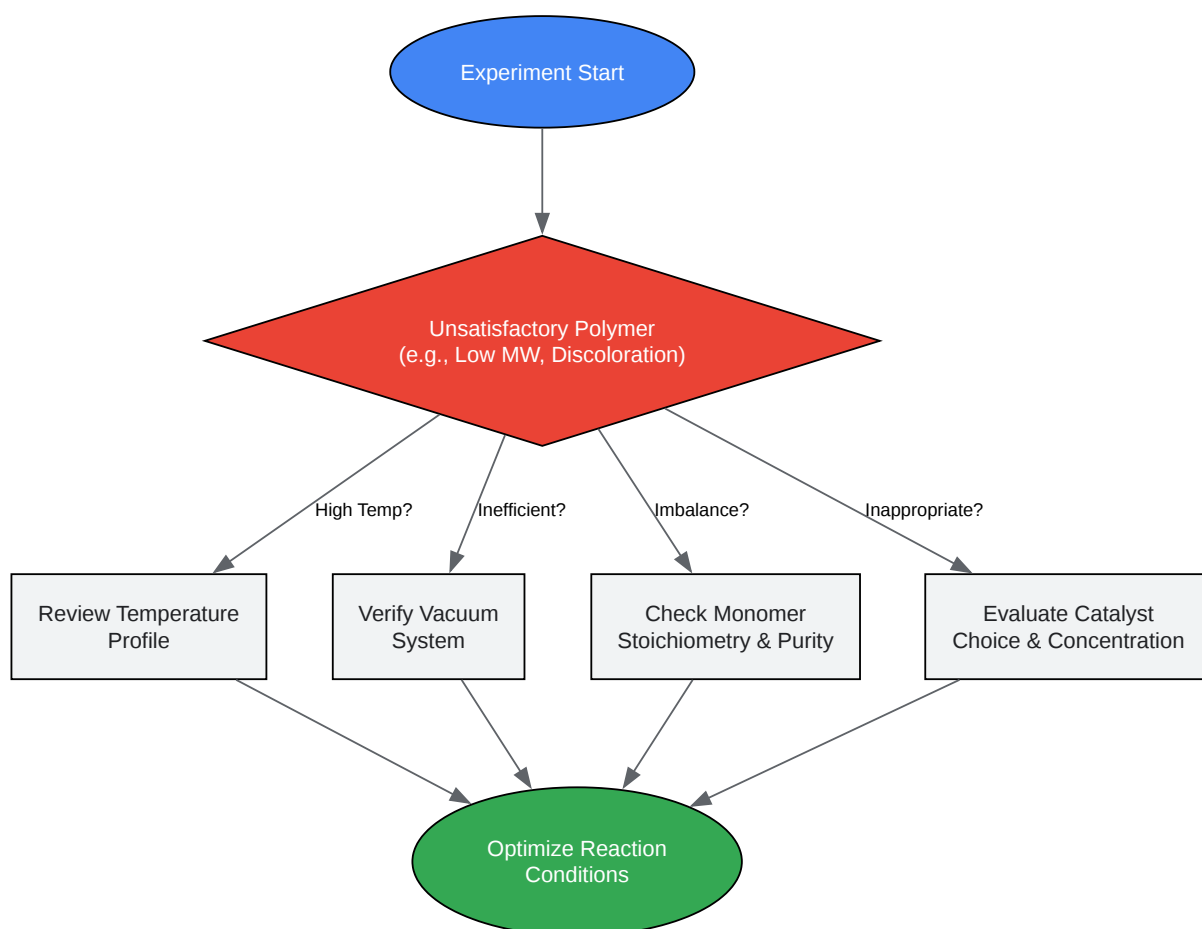 Experiment Start
Unsatisfactory Polymer
(e.g., Low MW, Discoloration)
High Temp?
Inefficient?
Imbalance?
Inappropriate?
Review Temperature
Profile
Verify Vacuum
System
Check Monomer
Stoichiometry & Purity
Evaluate Catalyst
Choice & Concentration
Optimize Reaction
Conditions